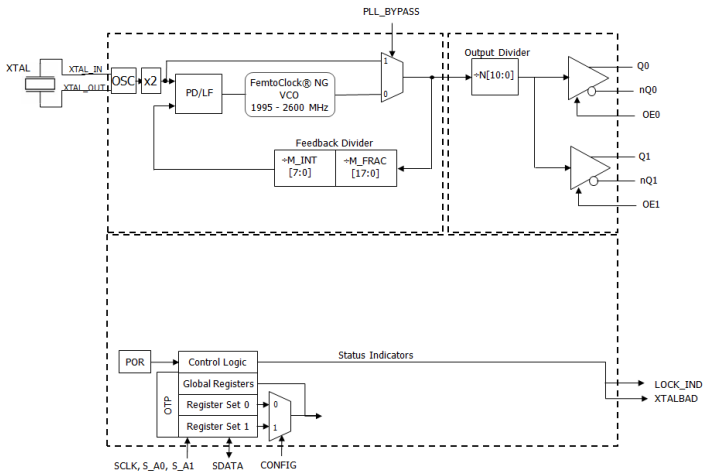 PLL_BYPASS
Output Divider
XTAL
XTAL_IN
XTAL_OUT
OSC
x2
PD/LF
FemtoClock® NG
VCO
1995 - 2600 MHz
1
0
÷N[10:0]
Q0
nQ0
OE0
Feedback Divider
÷M_INT
[7:0]
÷M_FRAC
[17:0]
Q1
nQ1
OE1
POR
Control Logic
Status Indicators
Global Registers
OTP
Register Set 0
Register Set 1
0
1
LOCK_IND
XTALBAD
SCLK, S_A0, S_A1
SDATA
CONFIG